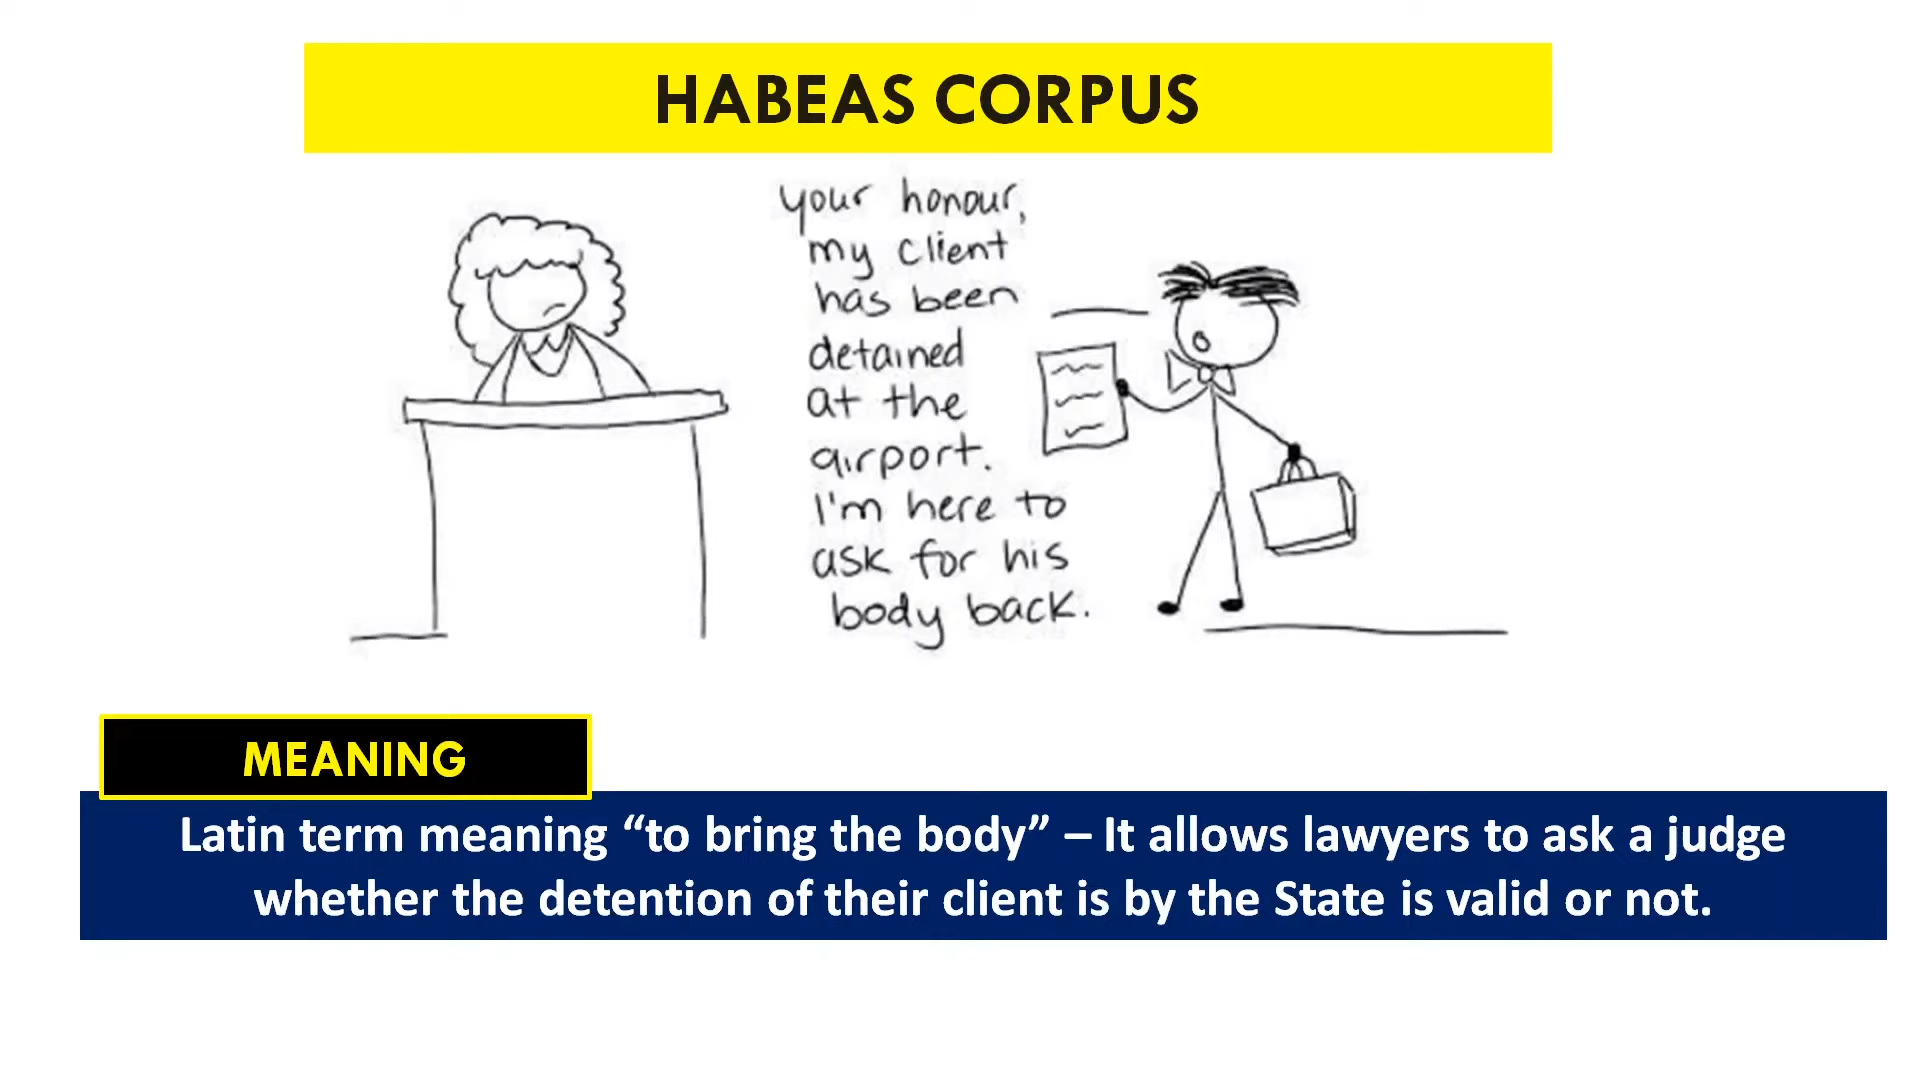 HABEAS CORPUS
your honour,
my client
has been
detained
at the
airport.
I'm here to
ask for his
body back.
MEANING
Latin term meaning “to bring the body” – It allows lawyers to ask a judge
whether the detention of their client is by the State is valid or not.